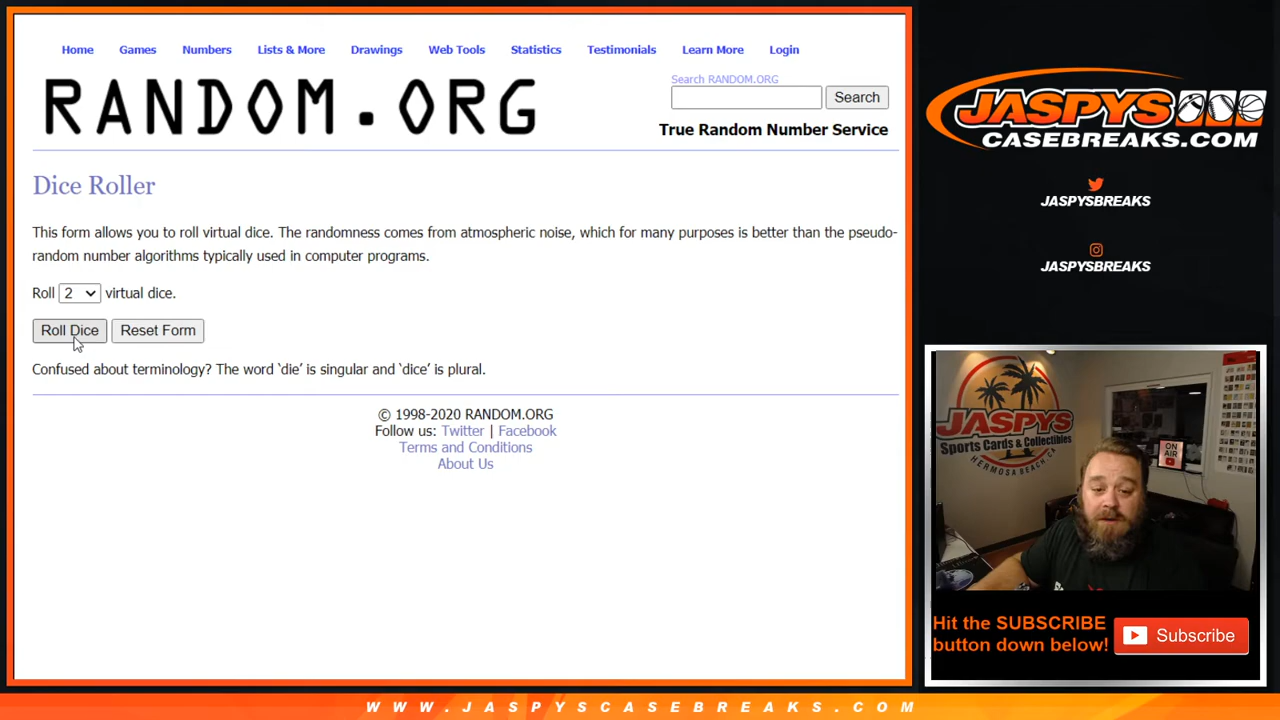 Home Games Numbers Lists & More Drawings Web Tools Statistics Testimonials Learn More Login
RANDOM.ORG
Search RANDOM.ORG
Search
True Random Number Service
Dice Roller
This form allows you to roll virtual dice. The randomness comes from atmospheric noise, which for many purposes is better than the pseudo-
random number algorithms typically used in computer programs.
Roll 2 virtual dice.
Roll Dice Reset Form
Confused about terminology? The word ‘die’ is singular and ‘dice’ is plural.
© 1998-2020 RANDOM.ORG
Follow us: Twitter | Facebook
Terms and Conditions
About Us
JASPYS
CASEBREAKS.COM
JASPYSBREAKS
JASPYSBREAKS
JASPYS
Sports Cards & Collectibles
HERMOSA BEACH, CA
ON
AIR
Hit the SUBSCRIBE
button down below!
Subscribe
WWW.JASPYSCASEBREAKS.COM